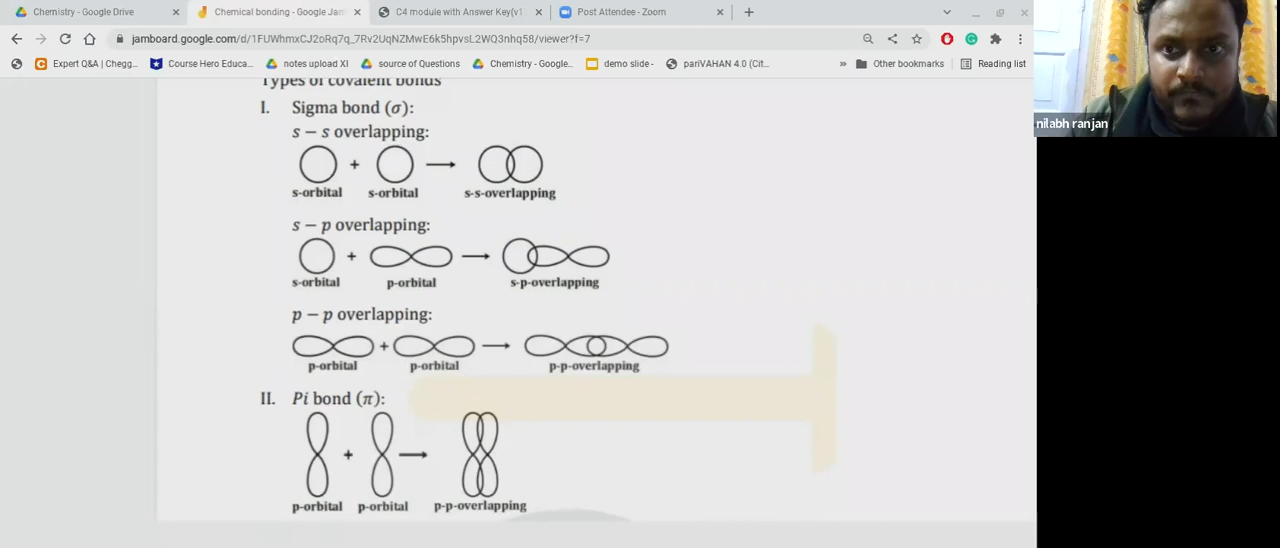 Chemistry - Google Drive
Chemical bonding - Google Jam
C4 module with Answer Key(v1
Post Attendee - Zoom
jamboard.google.com/d/1FUWhmxCJ2oRq7q_7Rv2UqNZMwE6k5hpvsL2WQ3nhq58/viewer?f=7
Expert Q&A | Chegg...
Course Hero Educa...
notes upload XI
source of Questions
Chemistry - Google...
demo slide -
pariVAHAN 4.0 (Cit...
»
Other bookmarks
Reading list
nilabh ranjan
Types of covalent bonds
I. Sigma bond (σ):
s – s overlapping:
+
s-orbital s-orbital s-s-overlapping
s – p overlapping:
+
s-orbital p-orbital s-p-overlapping
p – p overlapping:
+
p-orbital p-orbital p-p-overlapping
II. Pi bond (π):
+
p-orbital p-orbital p-p-overlapping